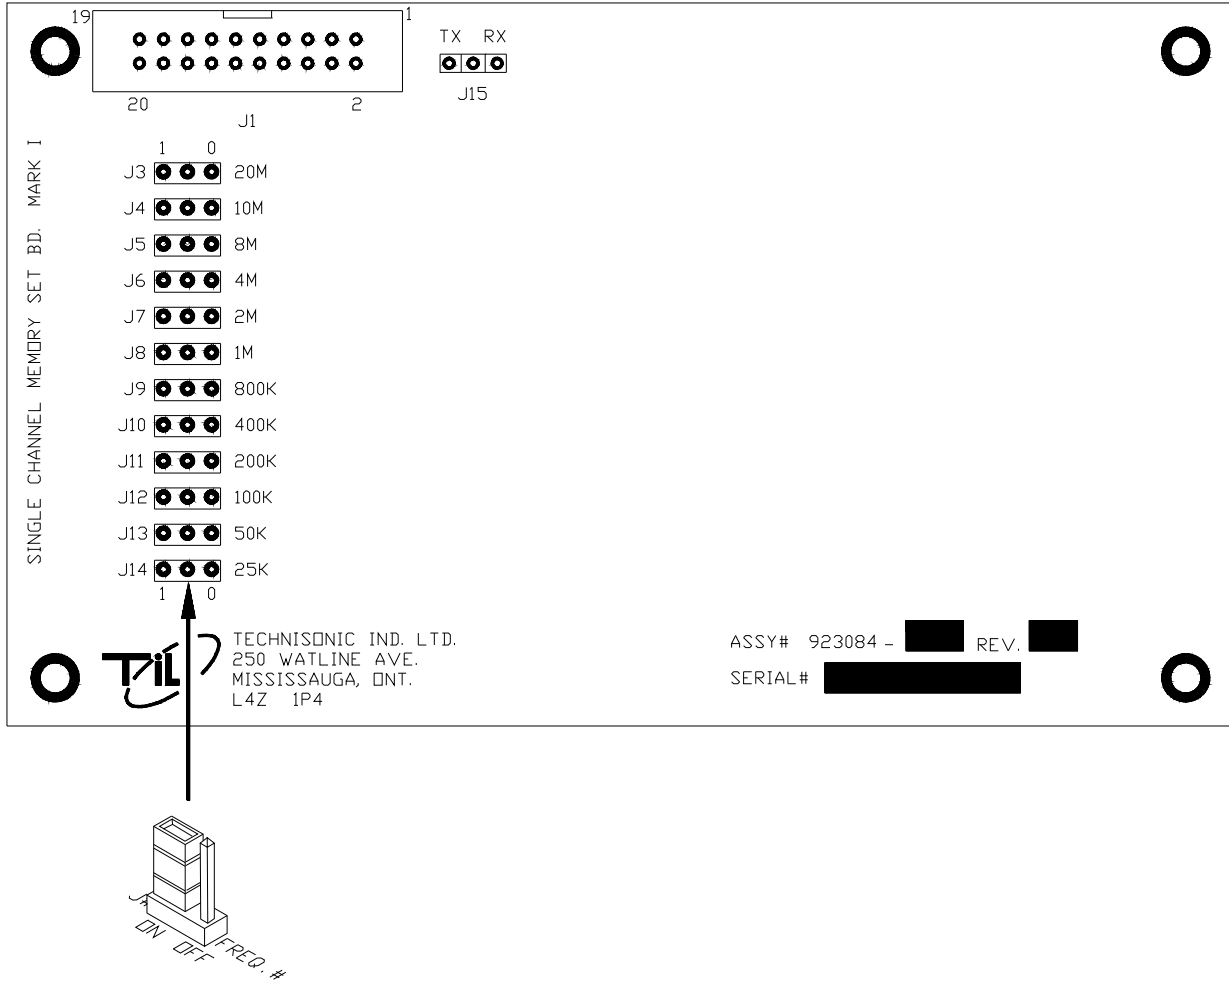 19 1
TX RX
J15
20 2
J1
1 0
J3 20M
J4 10M
J5 8M
J6 4M
J7 2M
J8 1M
J9 800K
J10 400K
J11 200K
J12 100K
J13 50K
J14 25K
1 0
SINGLE CHANNEL MEMORY SET BD. MARK I
TiL
TECHNISONIC IND. LTD.
250 WATLINE AVE.
MISSISSAUGA, ONT.
L4Z 1P4
ASSY# 923084- REV.
SERIAL#
J#
ON OFF
FREQ.#